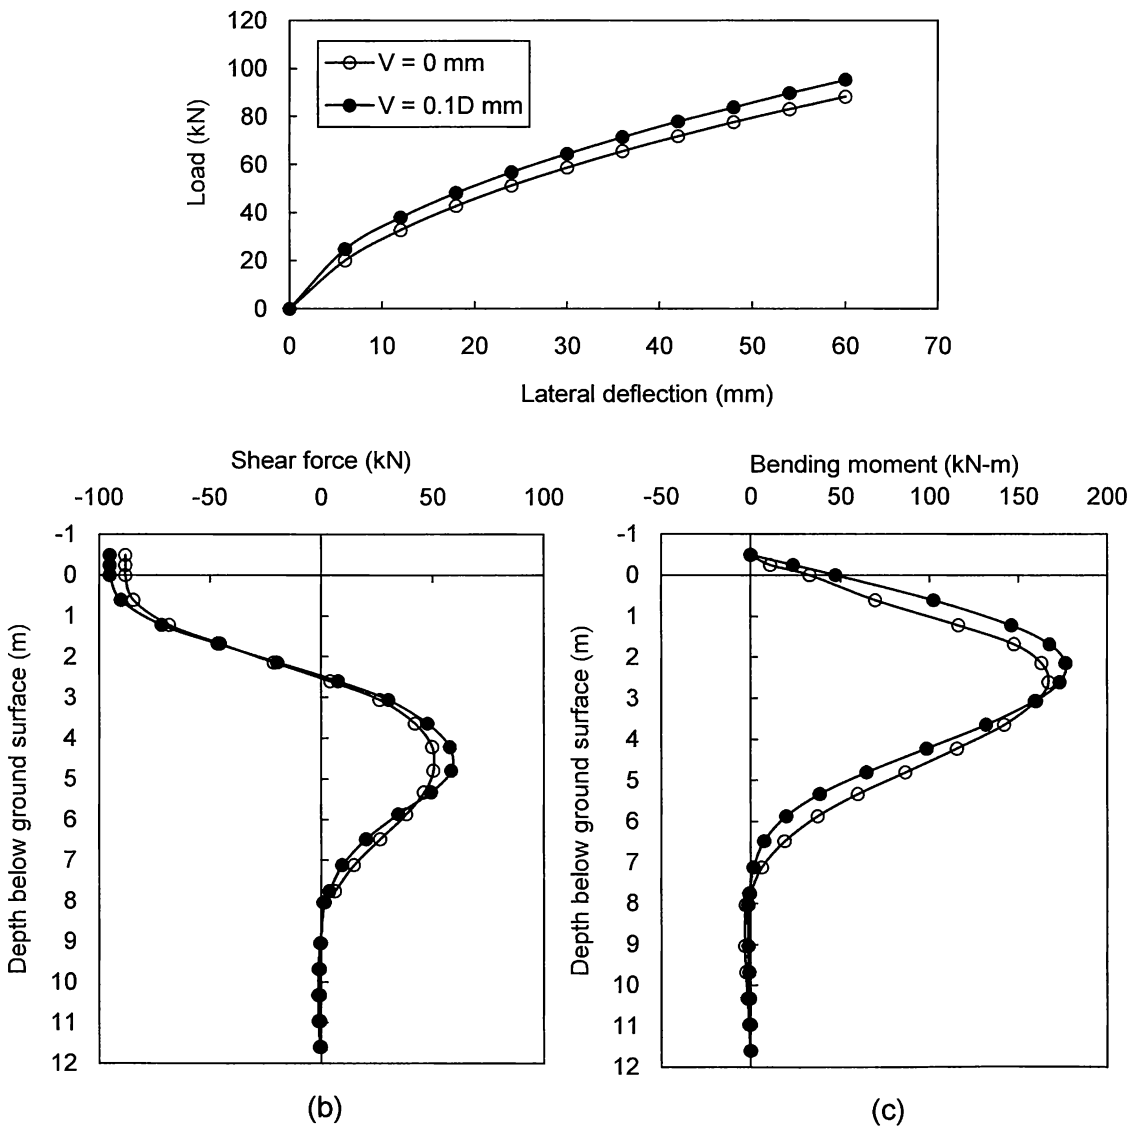 120
100
80
60
40
20
0
Load (kN)
V = 0 mm
V = 0.1D mm
0 10 20 30 40 50 60 70
Lateral deflection (mm)
Shear force (kN)
-100 -50 0 50 100
-1
0
1
2
3
4
5
6
7
8
9
10
11
12
Depth below ground surface (m)
(b)
Bending moment (kN-m)
-50 0 50 100 150 200
-1
0
1
2
3
4
5
6
7
8
9
10
11
12
Depth below ground surface (m)
(c)